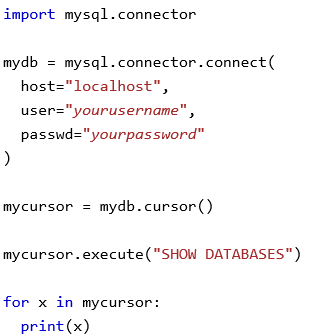 import mysql.connector

mydb = mysql.connector.connect(
  host="localhost",
  user="yourusername",
  passwd="yourpassword"
)

mycursor = mydb.cursor()

mycursor.execute("SHOW DATABASES")

for x in mycursor:
  print(x)